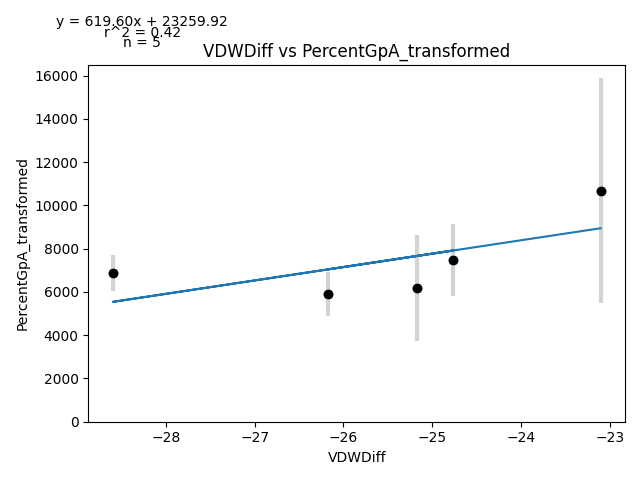 y = 619.60x + 23259.92
r^2 = 0.42
n = 5
VDWDiff vs PercentGpA_transformed
PercentGpA_transformed
16000
14000
12000
10000
8000
6000
4000
2000
0
−28
−27
−26
−25
−24
−23
VDWDiff